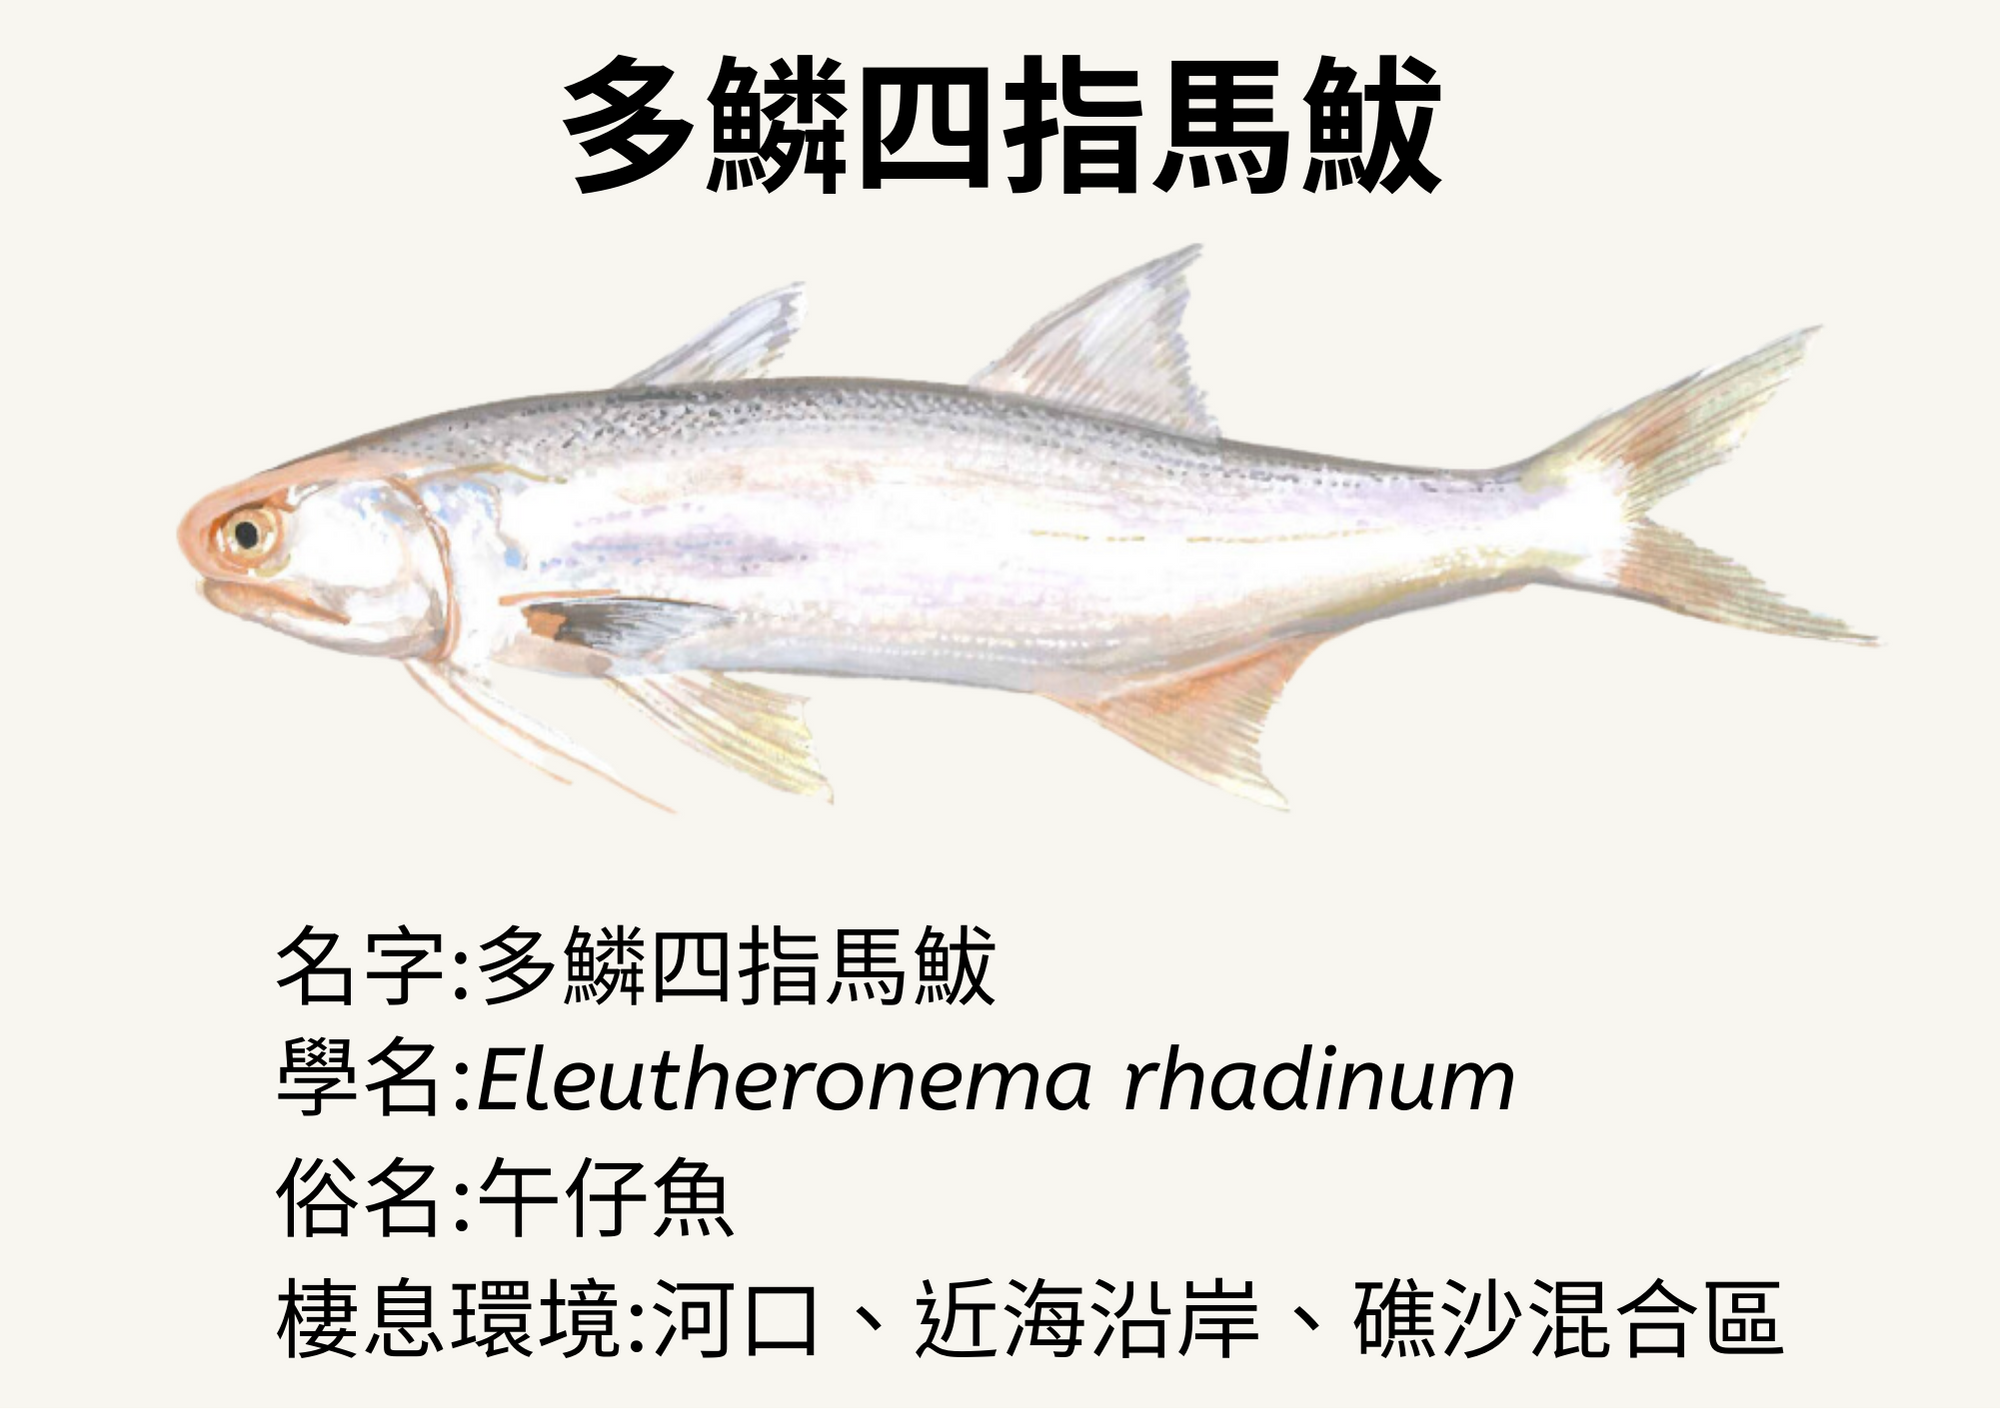 多鱗四指馬鮁
名字:多鱗四指馬鮁
學名:Eleutheronema rhadinum
俗名:午仔魚
棲息環境:河口、近海沿岸、礁沙混合區